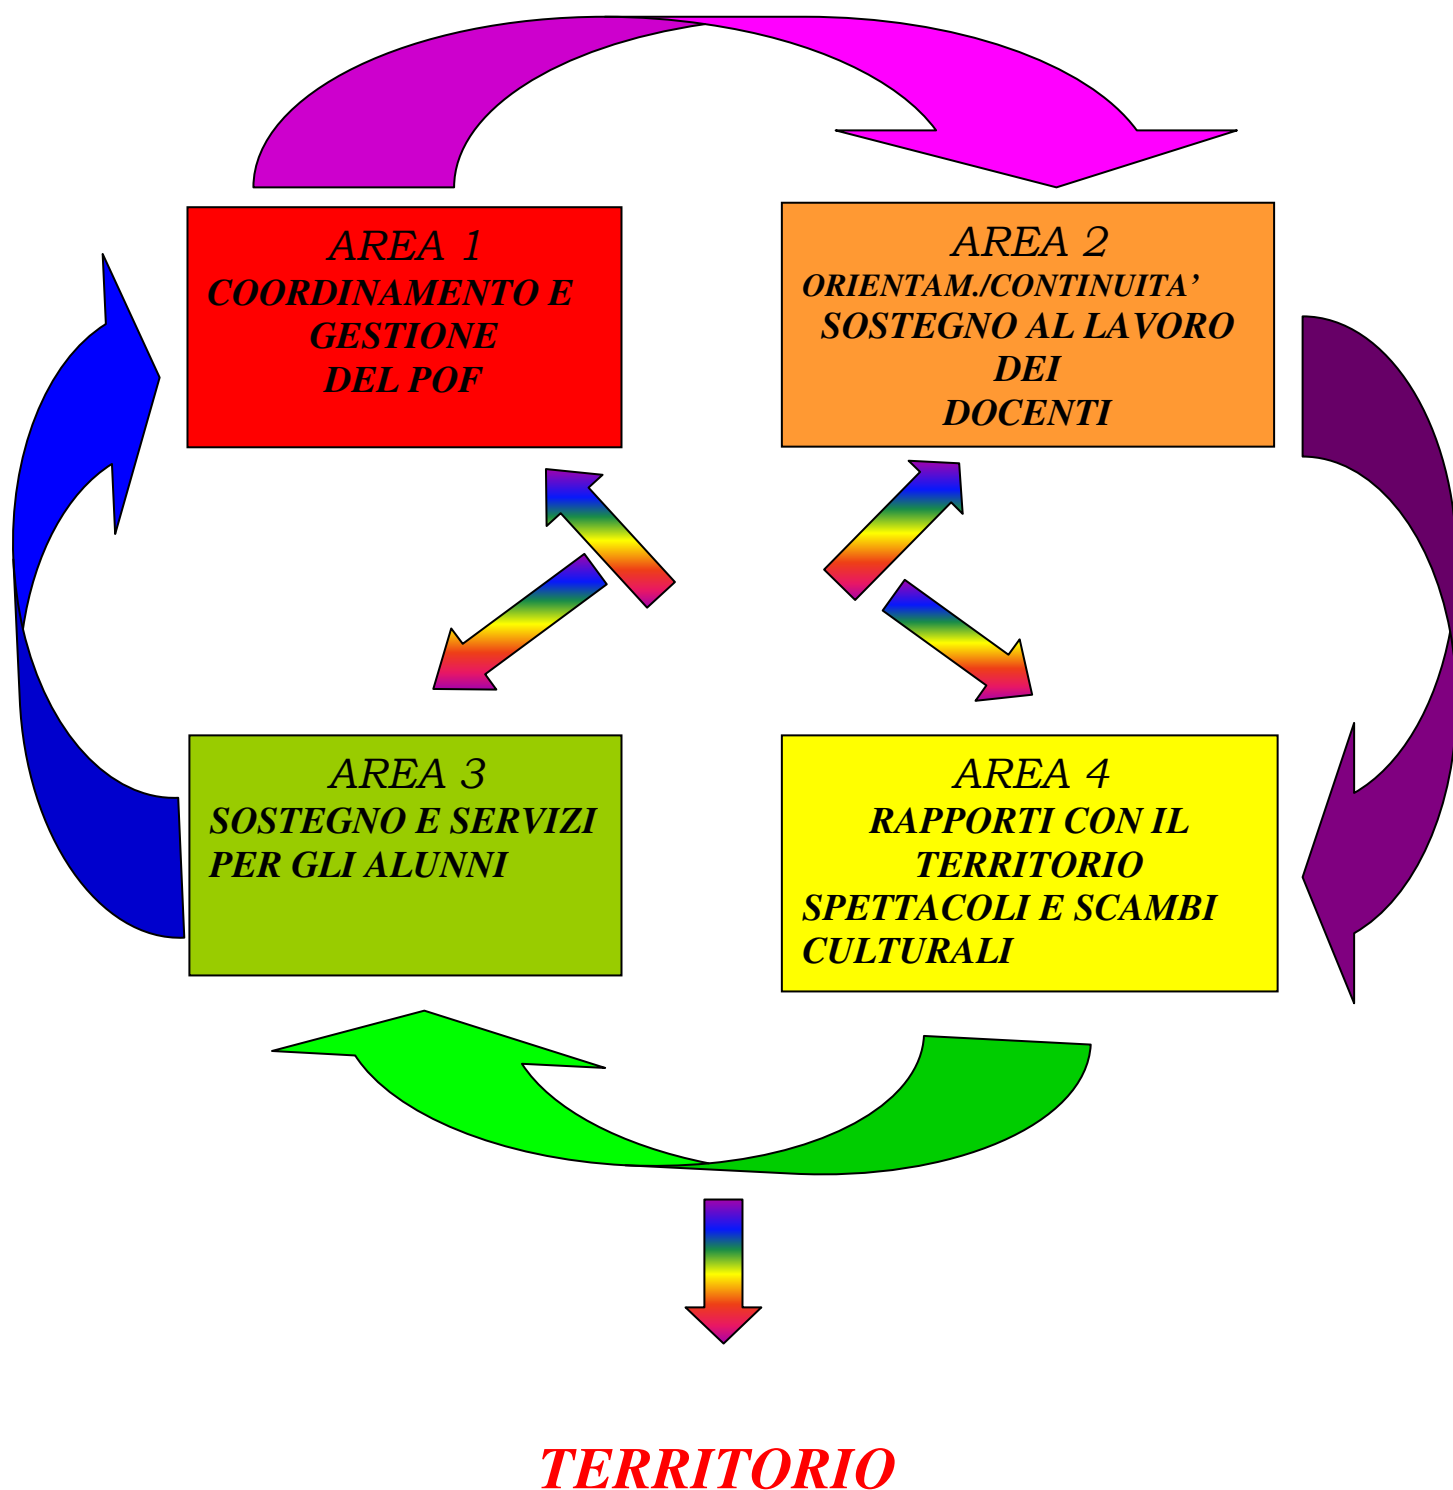 AREA 1
COORDINAMENTO E
GESTIONE
DEL POF
AREA 2
ORIENTAM./CONTINUITA’
SOSTEGNO AL LAVORO
DEI
DOCENTI
AREA 3
SOSTEGNO E SERVIZI
PER GLI ALUNNI
AREA 4
RAPPORTI CON IL
TERRITORIO
SPETTACOLI E SCAMBI
CULTURALI
TERRITORIO